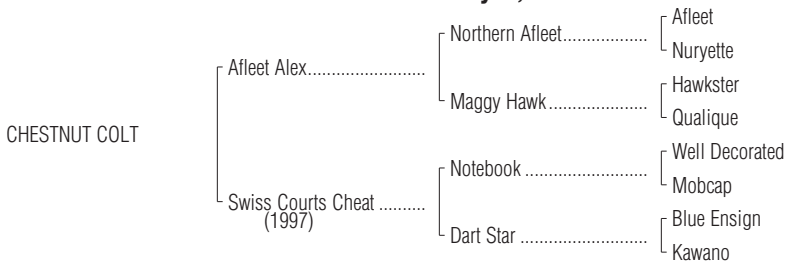 Afleet
Northern Afleet..................
Nuryette
Afleet Alex.........................
Hawkster
Maggy Hawk.....................
Qualique
CHESTNUT COLT
Well Decorated
Notebook ..........................
Mobcap
Swiss Courts Cheat ..........
(1997)
Blue Ensign
Dart Star ...........................
Kawano